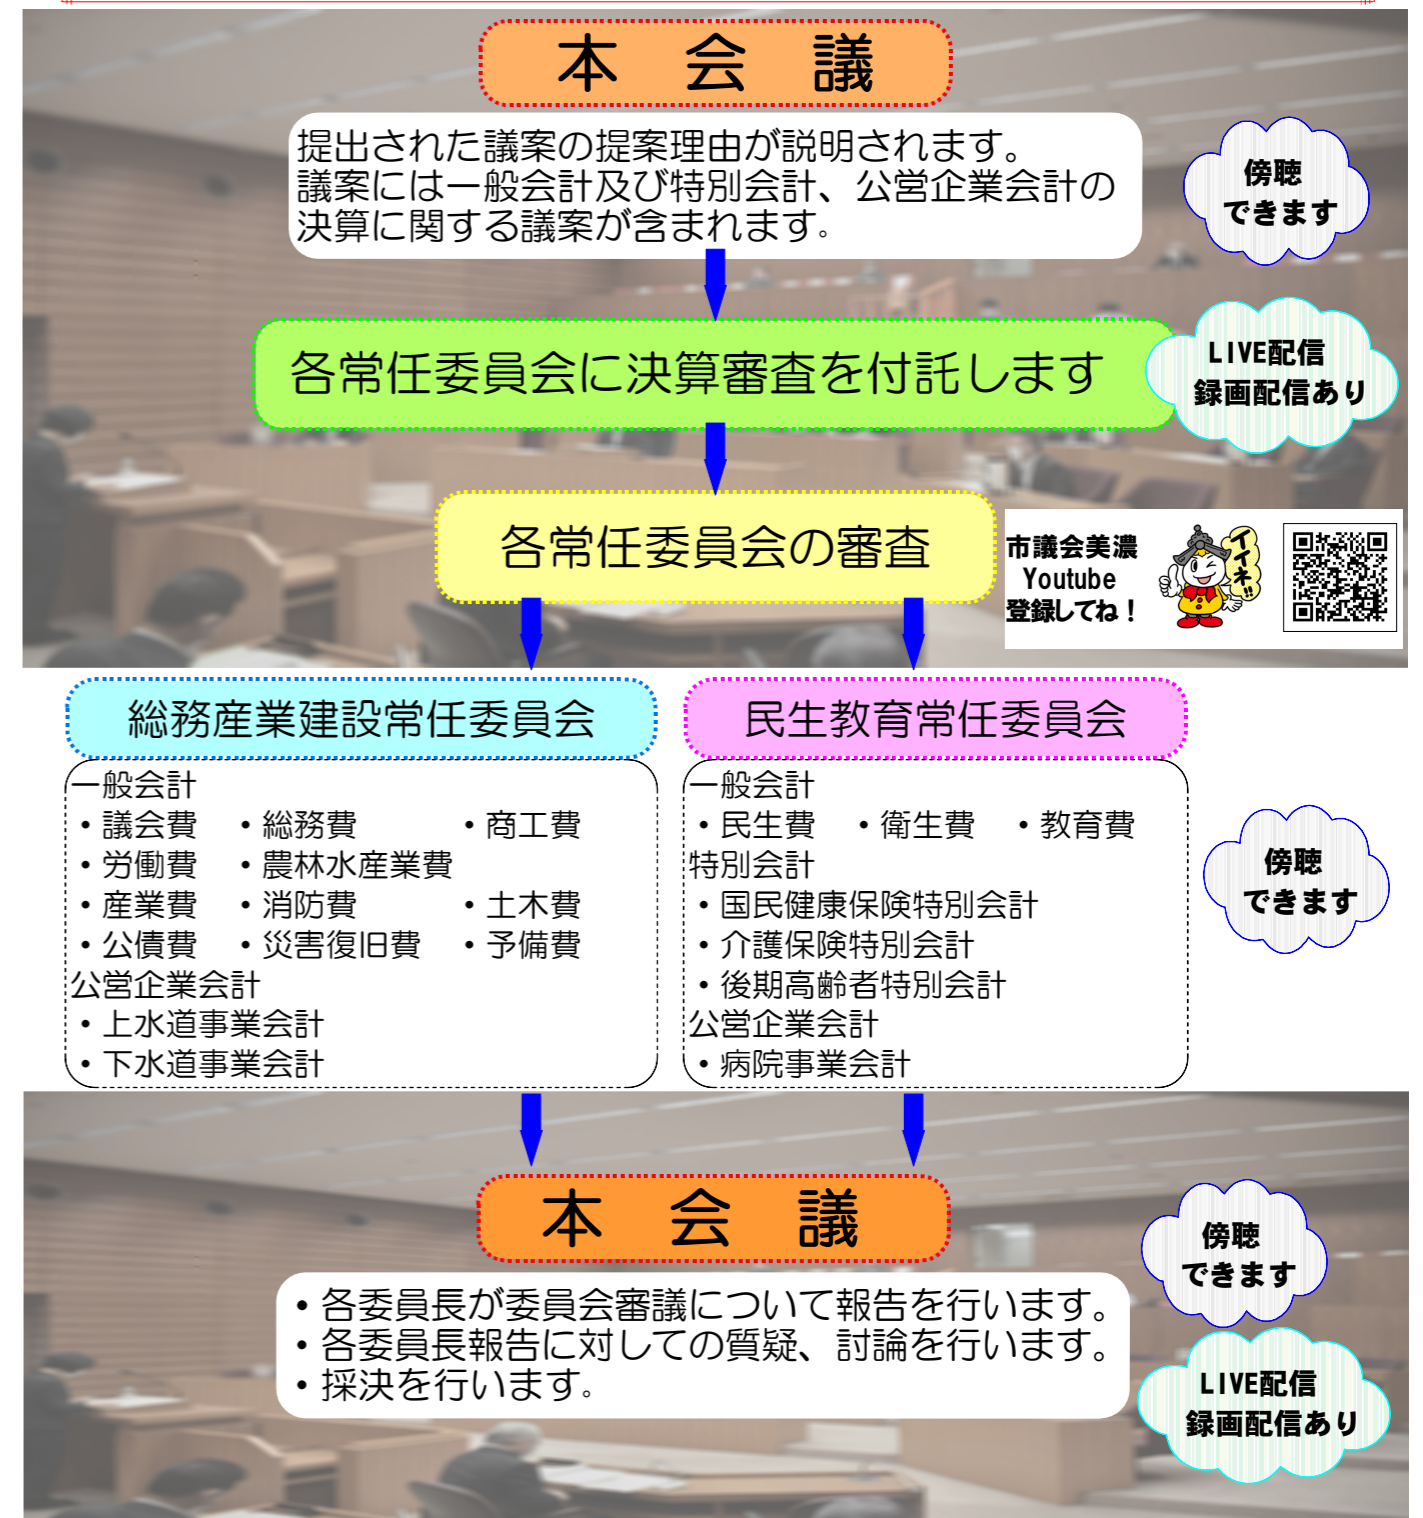 本 会 議
提出された議案の提案理由が説明されます。
議案には一般会計及び特別会計、公営企業会計の
決算に関する議案が含まれます。
傍聴
できます
各常任委員会に決算審査を付託します
LIVE配信
録画配信あり
各常任委員会の審査
市議会美濃
Youtube
登録してね！
イイネ!!
総務産業建設常任委員会
一般会計
・議会費 ・総務費 ・商工費
・労働費 ・農林水産業費
・産業費 ・消防費 ・土木費
・公債費 ・災害復旧費 ・予備費
公営企業会計
・上水道事業会計
・下水道事業会計
民生教育常任委員会
一般会計
・民生費 ・衛生費 ・教育費
特別会計
・国民健康保険特別会計
・介護保険特別会計
・後期高齢者特別会計
公営企業会計
・病院事業会計
傍聴
できます
本 会 議
・各委員長が委員会審議について報告を行います。
・各委員長報告に対しての質疑、討論を行います。
・採決を行います。
傍聴
できます
LIVE配信
録画配信あり